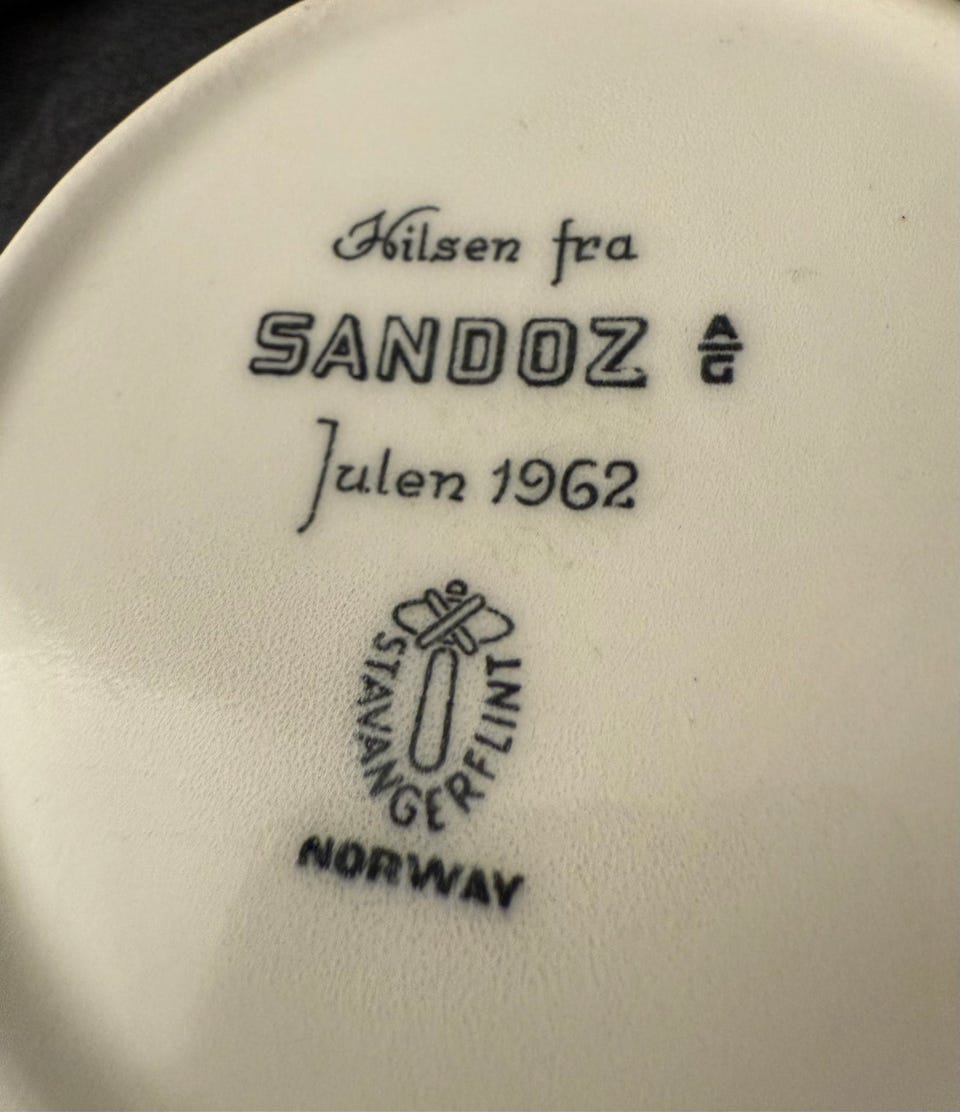 Hilsen fra
SANDOZ A/G
Julen 1962
STAVANGERFLINT
NORWAY